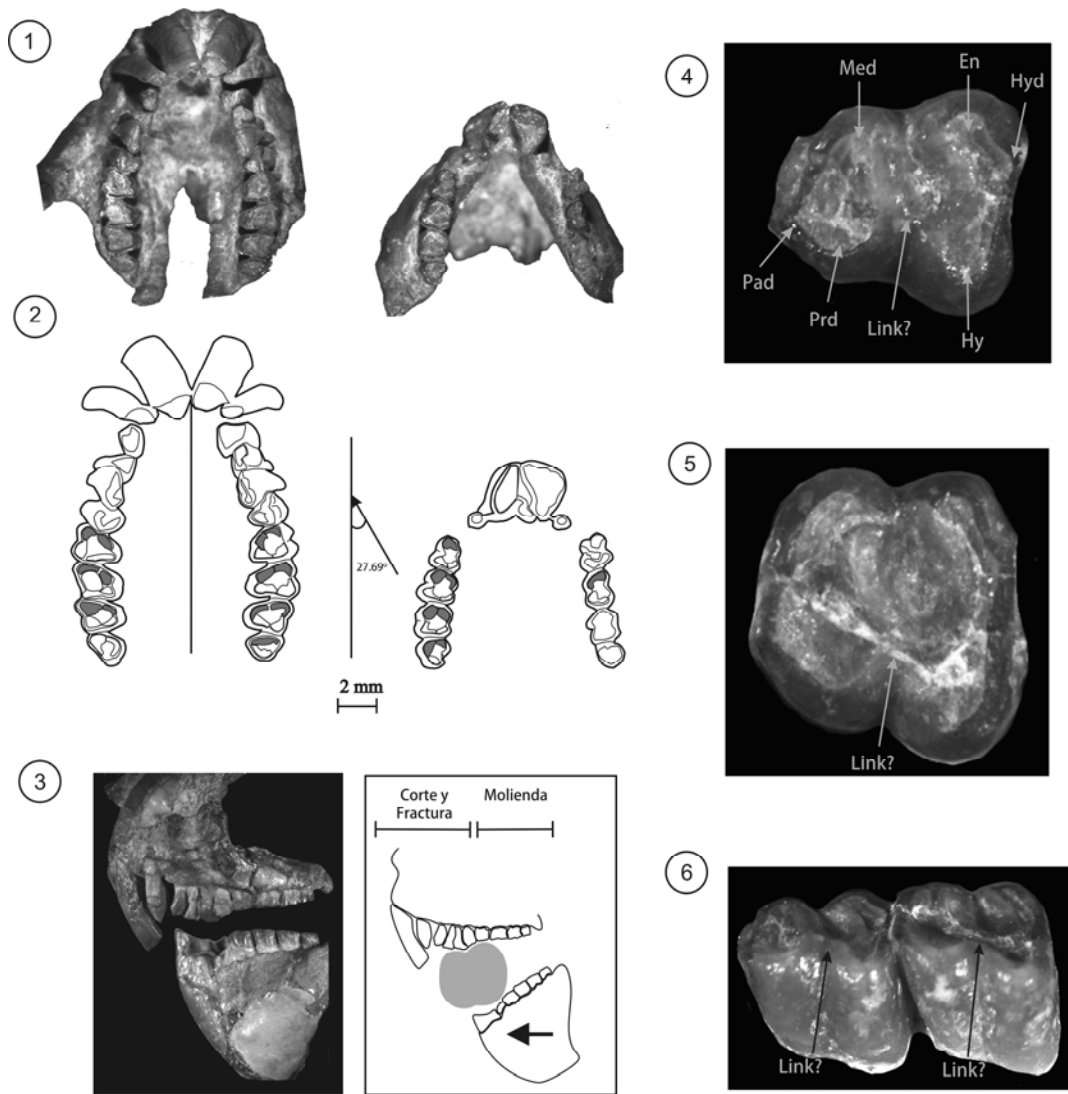 1
4
Med
En
Hyd
Pad
Prd
Link?
Hy
2
27.69°
2 mm
5
Link?
3
Corte y
Fractura
Molienda
6
Link?
Link?